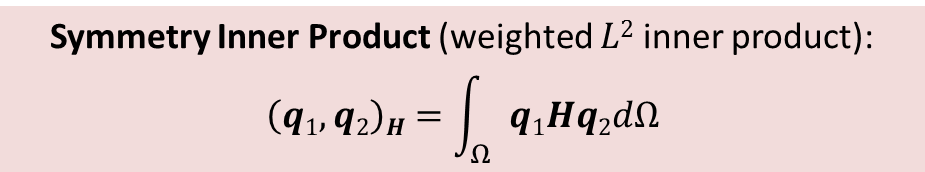 Symmetry Inner Product (weighted L² inner product):
(q₁, q₂)_H = ∫_Ω q₁Hq₂dΩ